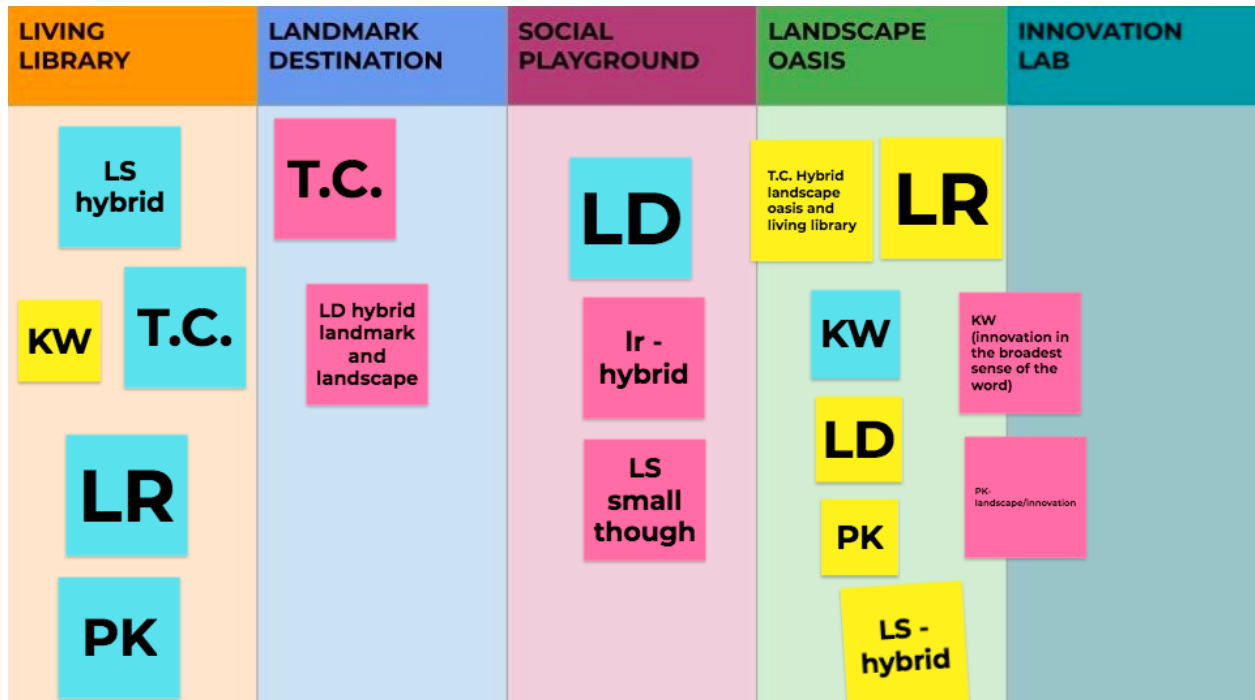 LIVING
LIBRARY
LANDMARK
DESTINATION
SOCIAL
PLAYGROUND
LANDSCAPE
OASIS
INNOVATION
LAB
LS
hybrid
KW
T.C.
LR
PK
T.C.
LD hybrid
landmark
and
landscape
LD
lr -
hybrid
LS
small
though
T.C. Hybrid
landscape
oasis and
living library
LR
KW
LD
PK
LS -
hybrid
KW
(innovation in
the broadest
sense of the
word)
PK-
landscape/innovation